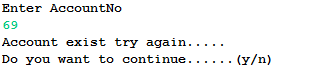 Enter AccountNo
69
Account exist try again.....
Do you want to continue......(y/n)